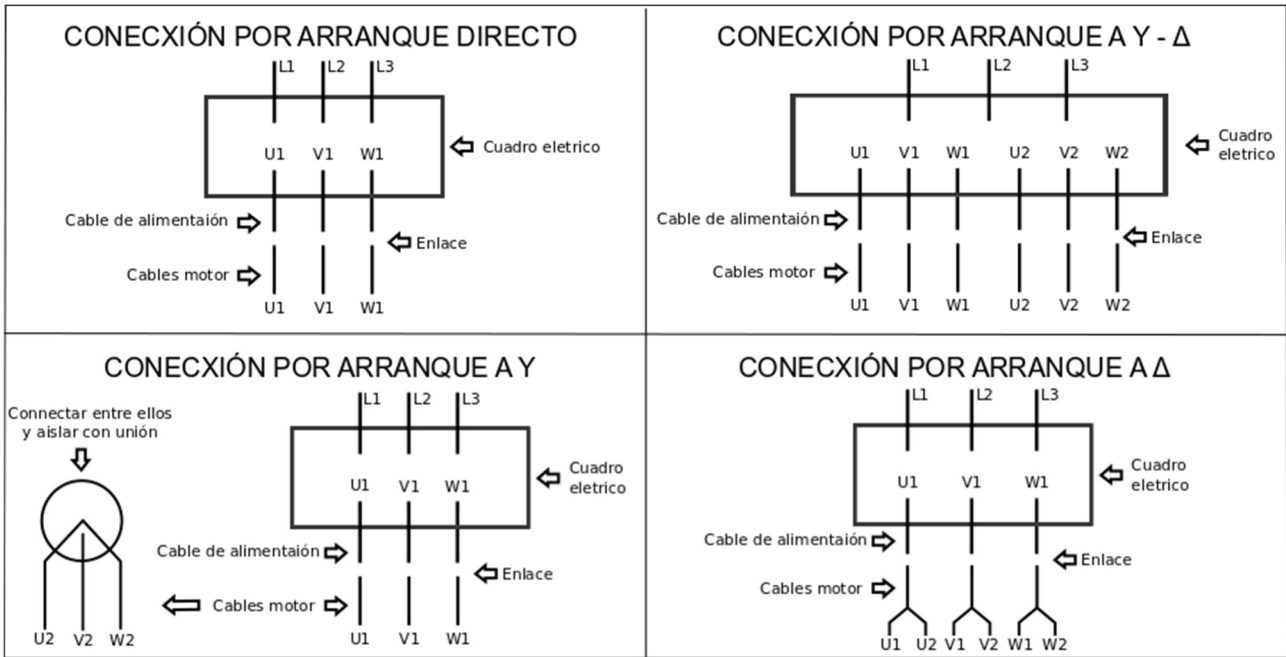 CONECXIÓN POR ARRANQUE DIRECTO
L1 L2 L3
U1 V1 W1
Cuadro eletrico
Cable de alimentaión
Enlace
Cables motor
U1 V1 W1
CONECXIÓN POR ARRANQUE A Y - Δ
L1 L2 L3
U1 V1 W1 U2 V2 W2
Cuadro
eletrico
Cable de alimentaión
Enlace
Cables motor
U1 V1 W1 U2 V2 W2
CONECXIÓN POR ARRANQUE A Y
Connectar entre ellos
y aislar con unión
U2 V2 W2
L1 L2 L3
U1 V1 W1
Cuadro
eletrico
Cable de alimentaión
Enlace
Cables motor
U1 V1 W1
CONECXIÓN POR ARRANQUE A Δ
L1 L2 L3
U1 V1 W1
Cuadro
eletrico
Cable de alimentaión
Enlace
Cables motor
U1 U2 V1 V2 W1 W2